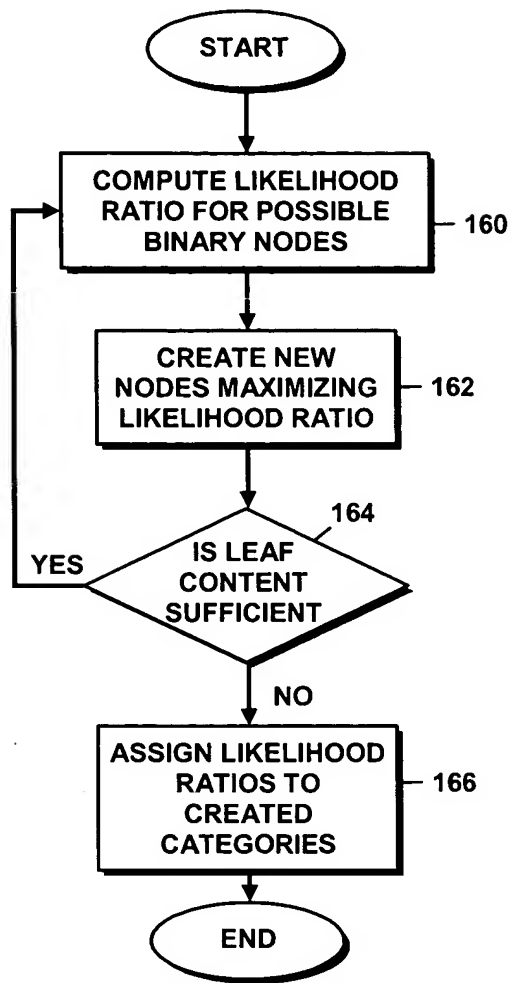 START
COMPUTE LIKELIHOOD
RATIO FOR POSSIBLE
BINARY NODES
160
CREATE NEW
NODES MAXIMIZING
LIKELIHOOD RATIO
162
164
IS LEAF
CONTENT
SUFFICIENT
YES
NO
ASSIGN LIKELIHOOD
RATIOS TO
CREATED
CATEGORIES
166
END